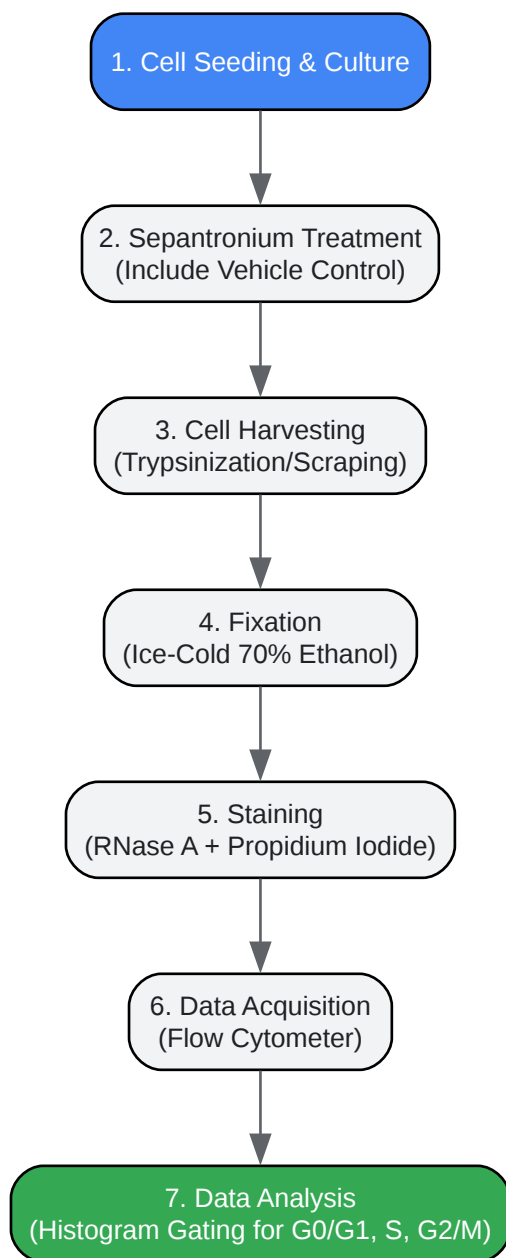 1. Cell Seeding & Culture
2. Sepantronium Treatment
(Include Vehicle Control)
3. Cell Harvesting
(Trypsinization/Scraping)
4. Fixation
(Ice-Cold 70% Ethanol)
5. Staining
(RNase A + Propidium Iodide)
6. Data Acquisition
(Flow Cytometer)
7. Data Analysis
(Histogram Gating for G0/G1, S, G2/M)